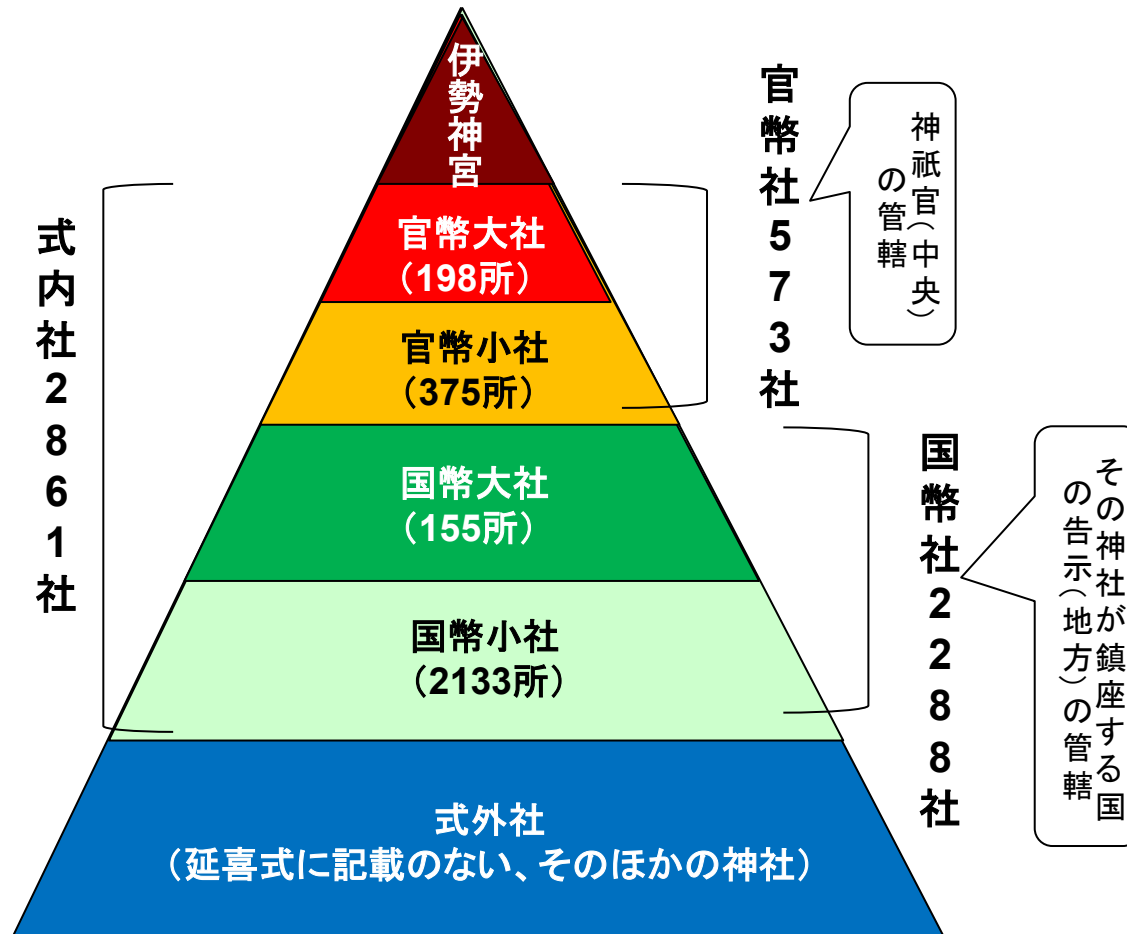 伊勢神宮
官幣大社
(198所)
官幣小社
(375所)
国幣大社
(155所)
国幣小社
(2133所)
式外社
(延喜式に記載のない、そのほかの神社)
式内社2861社
官幣社573社
神祇官(中央)
の管轄
国幣社2288社
その神社が鎮座する国
の告示(地方)の管轄